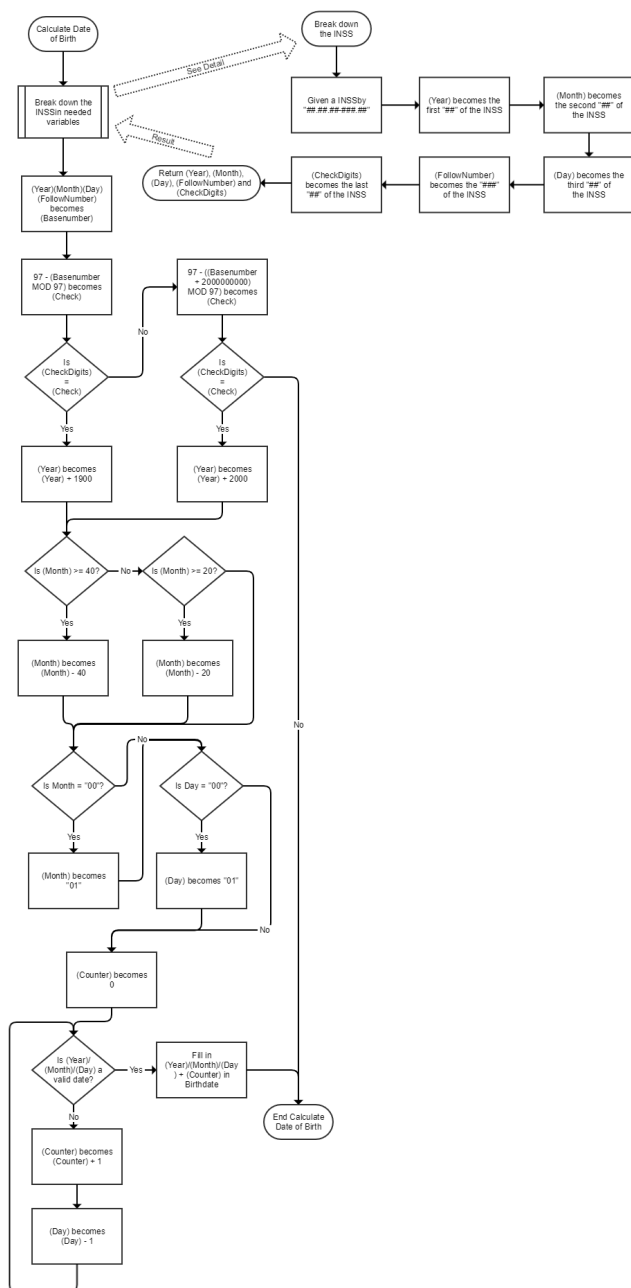 Calculate Date
of Birth
Break down
the INSS
See Detail
Break down the
INSSin needed
variables
Given a INSSby
"##.##.##-###.##"
(Year) becomes the
first "##" of the INSS
(Month) becomes
the second "##" of
the INSS
Result
Return (Year), (Month),
(Day), (FollowNumber) and
(CheckDigits)
(CheckDigits)
becomes the last
"##" of the INSS
(FollowNumber)
becomes the "###"
of the INSS
(Day) becomes the
third "##" of
the INSS
(Year)(Month)(Day)
(FollowNumber)
becomes
(Basenumber)
97 - (Basenumber
MOD 97) becomes
(Check)
97 - ((Basenumber
+ 2000000000)
MOD 97) becomes
(Check)
No
Is
(CheckDigits)
=
(Check)
Is
(CheckDigits)
=
(Check)
Yes
Yes
(Year) becomes
(Year) + 1900
(Year) becomes
(Year) + 2000
Is (Month) >= 40?
No
Is (Month) >= 20?
Yes
Yes
(Month) becomes
(Month) - 40
(Month) becomes
(Month) - 20
No
No
Is Month = "00"?
Is Day = "00"?
Yes
Yes
(Month) becomes
"01"
(Day) becomes "01"
No
(Counter) becomes
0
Is (Year)/
(Month)/(Day) a
valid date?
Yes
Fill in
(Year)/(Month)/(Day
) + (Counter) in
Birthdate
No
End Calculate
Date of Birth
(Counter) becomes
(Counter) + 1
(Day) becomes
(Day) - 1